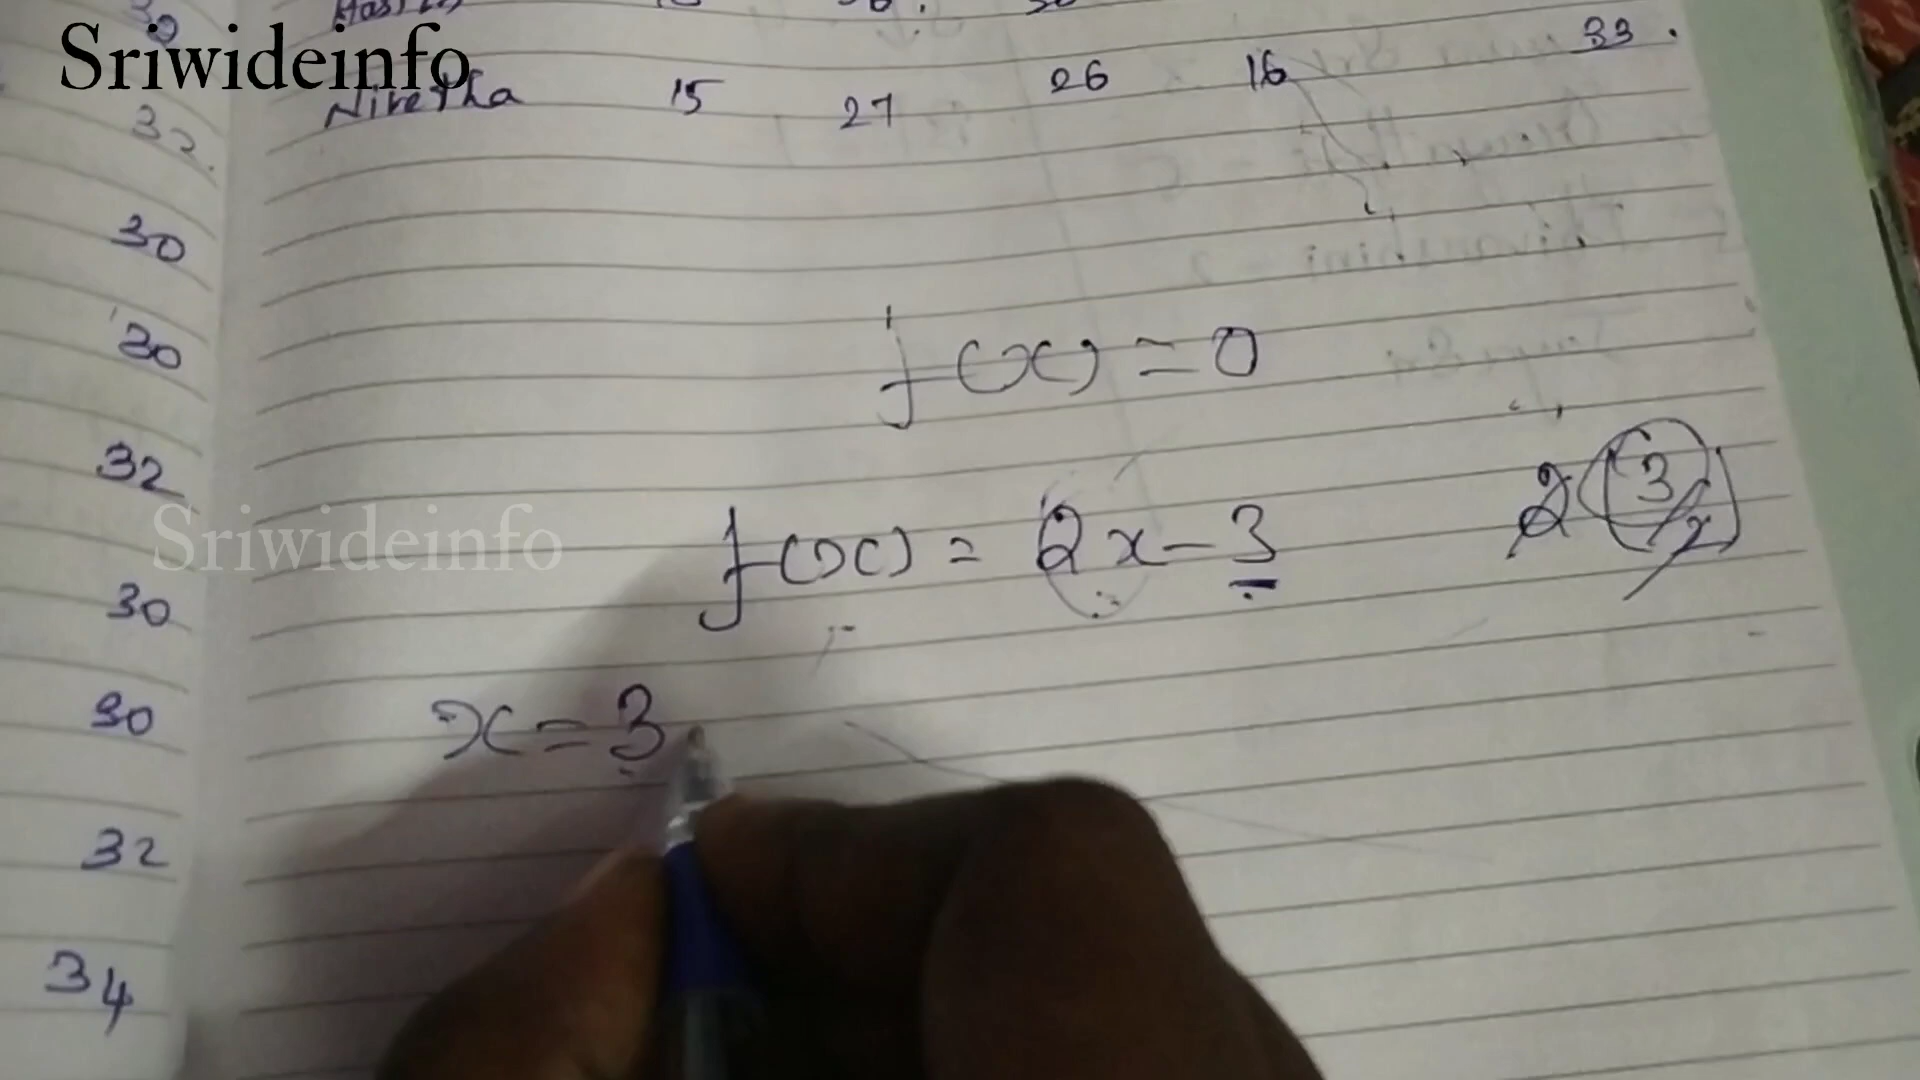 Sriwideinfo
33.
Nivetha 15 27 26 16
32.
30
30
f(x) = 0
32
2(3/2)
Sriwideinfo
f(x) = 2x - 3
30
x = 3
30
32
34